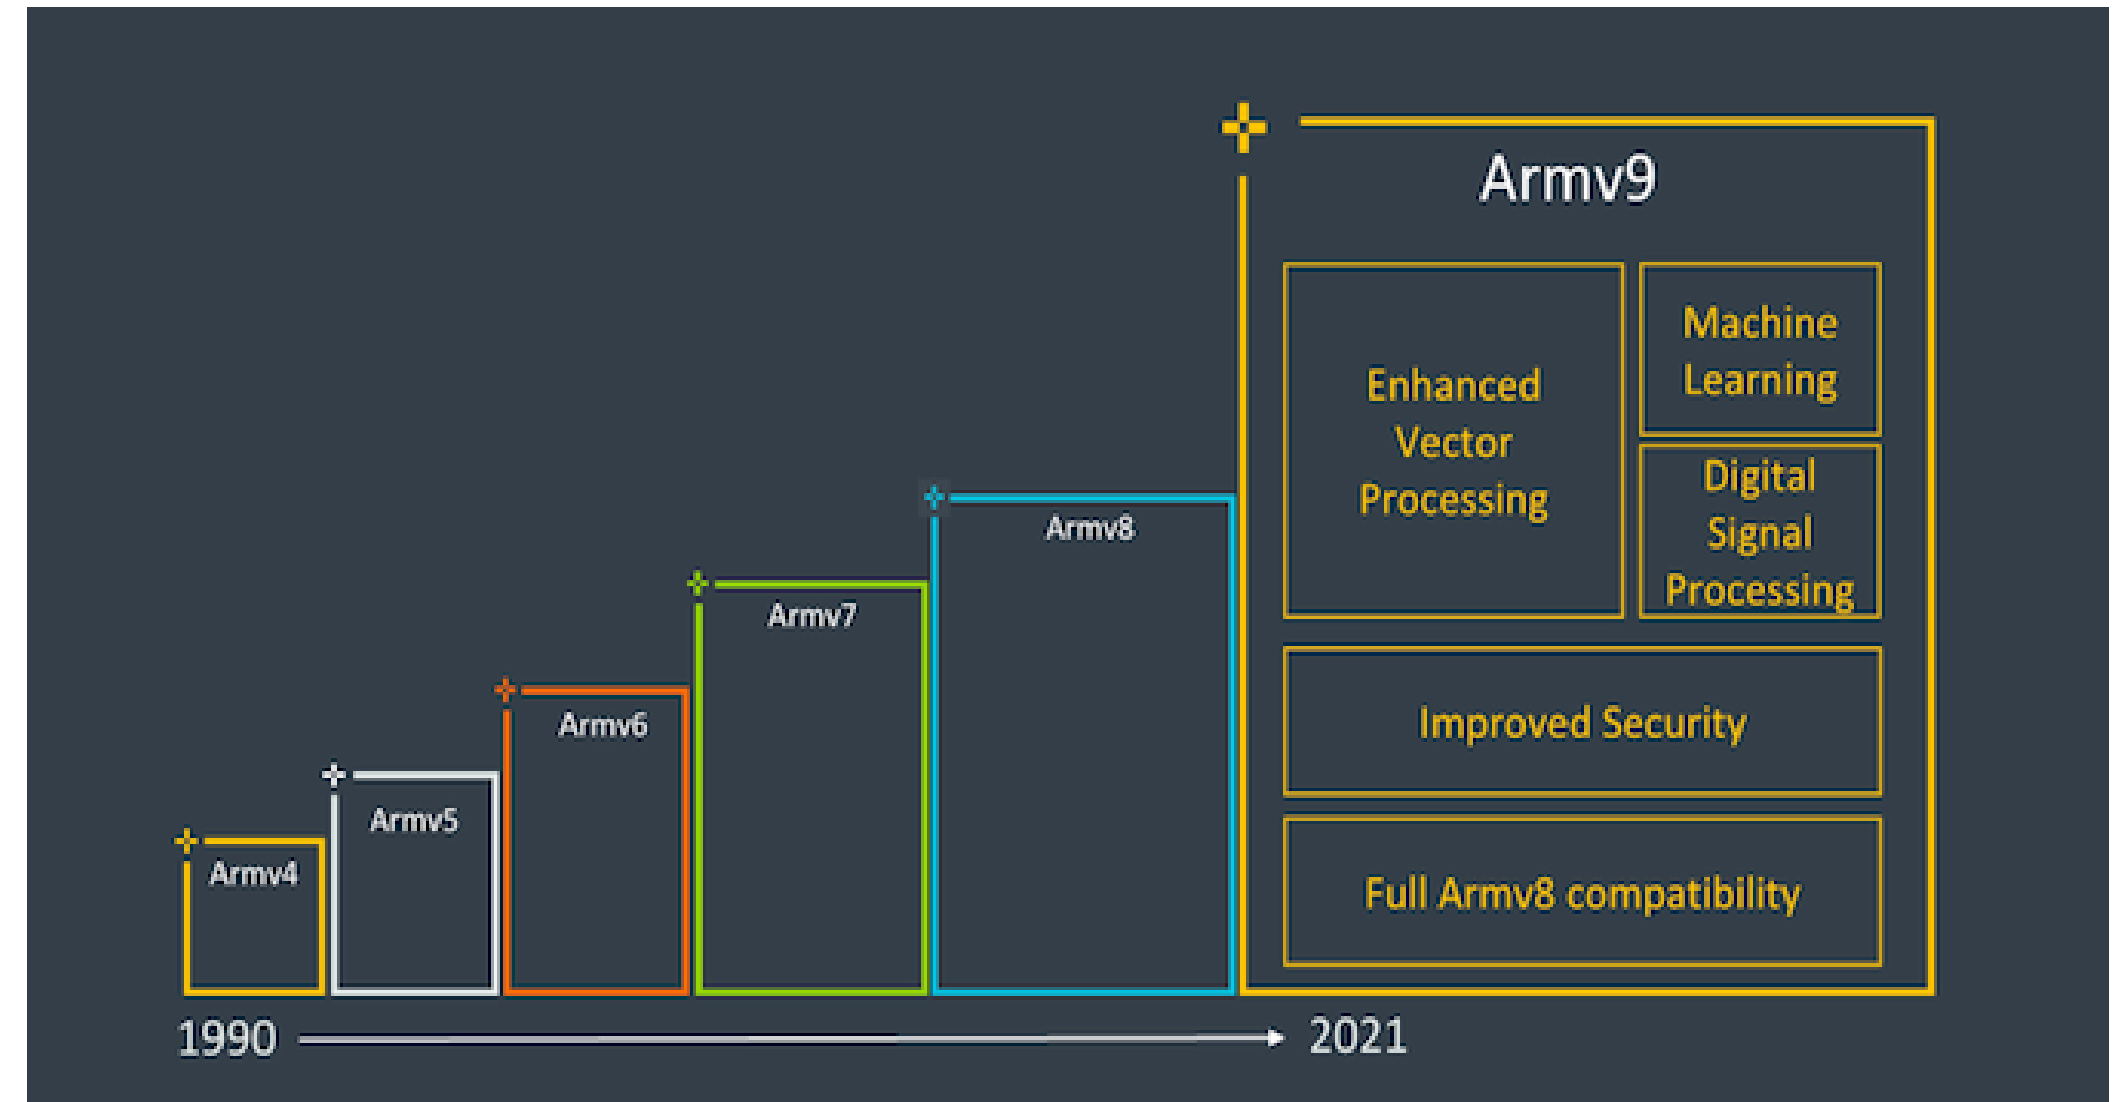 Armv9
Enhanced
Vector
Processing
Machine
Learning
Digital
Signal
Processing
Improved Security
Full Armv8 compatibility
Armv8
Armv7
Armv6
Armv5
Armv4
1990
2021